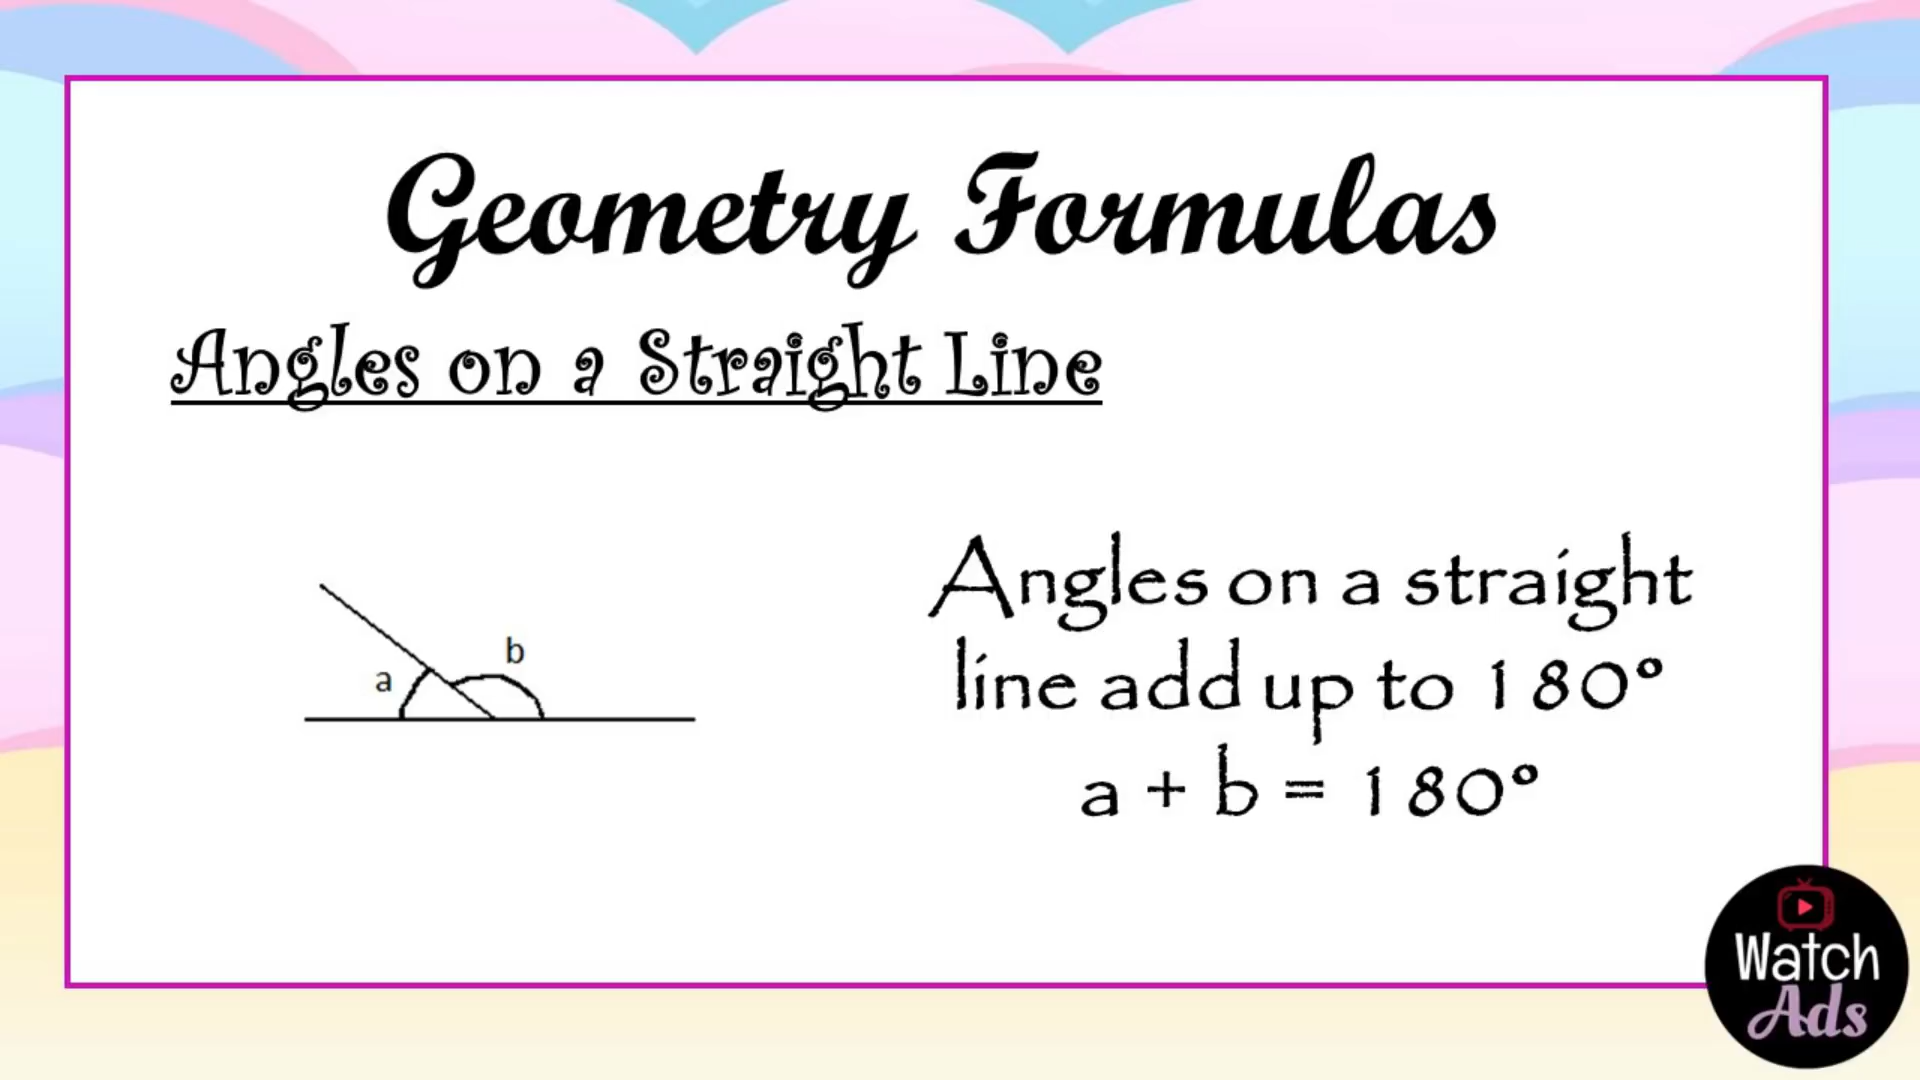 Geometry Formulas
Angles on a Straight Line
a
b
Angles on a straight
line add up to 180°
a + b = 180°
Watch
Ads